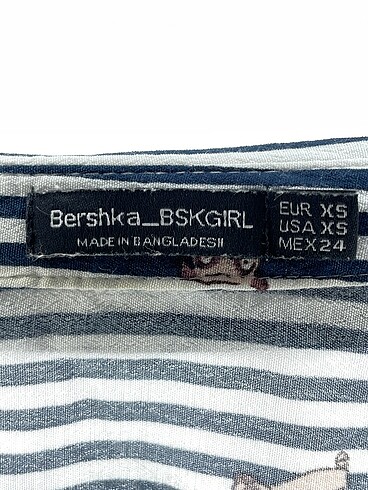 Bershka_BSKGIRL
MADE IN BANGLADESH
EUR XS
USA XS
MEX 24